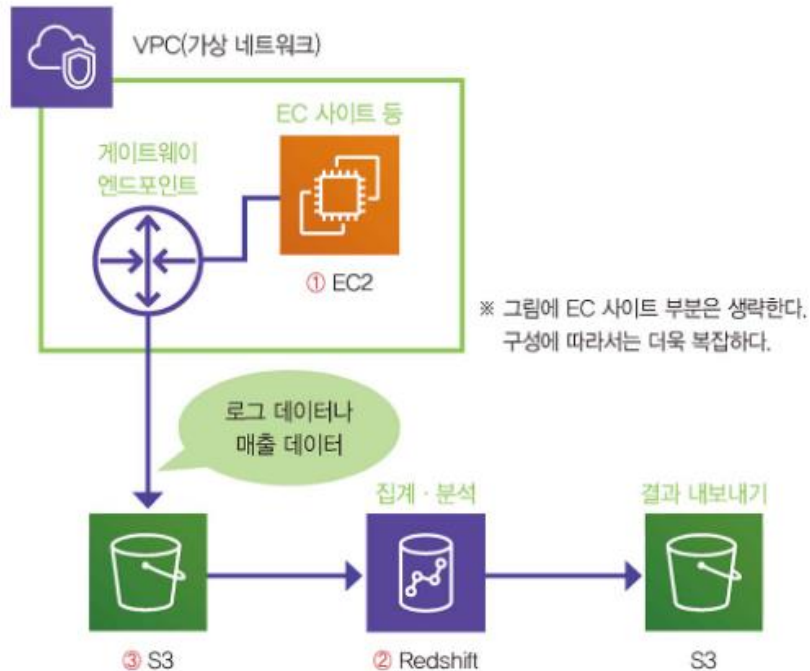 VPC(가상 네트워크)
EC 사이트 등
게이트웨이
엔드포인트
① EC2
※ 그림에 EC 사이트 부분은 생략한다.
구성에 따라서는 더욱 복잡하다.
로그 데이터나
매출 데이터
집계·분석
결과 내보내기
③ S3
② Redshift
S3